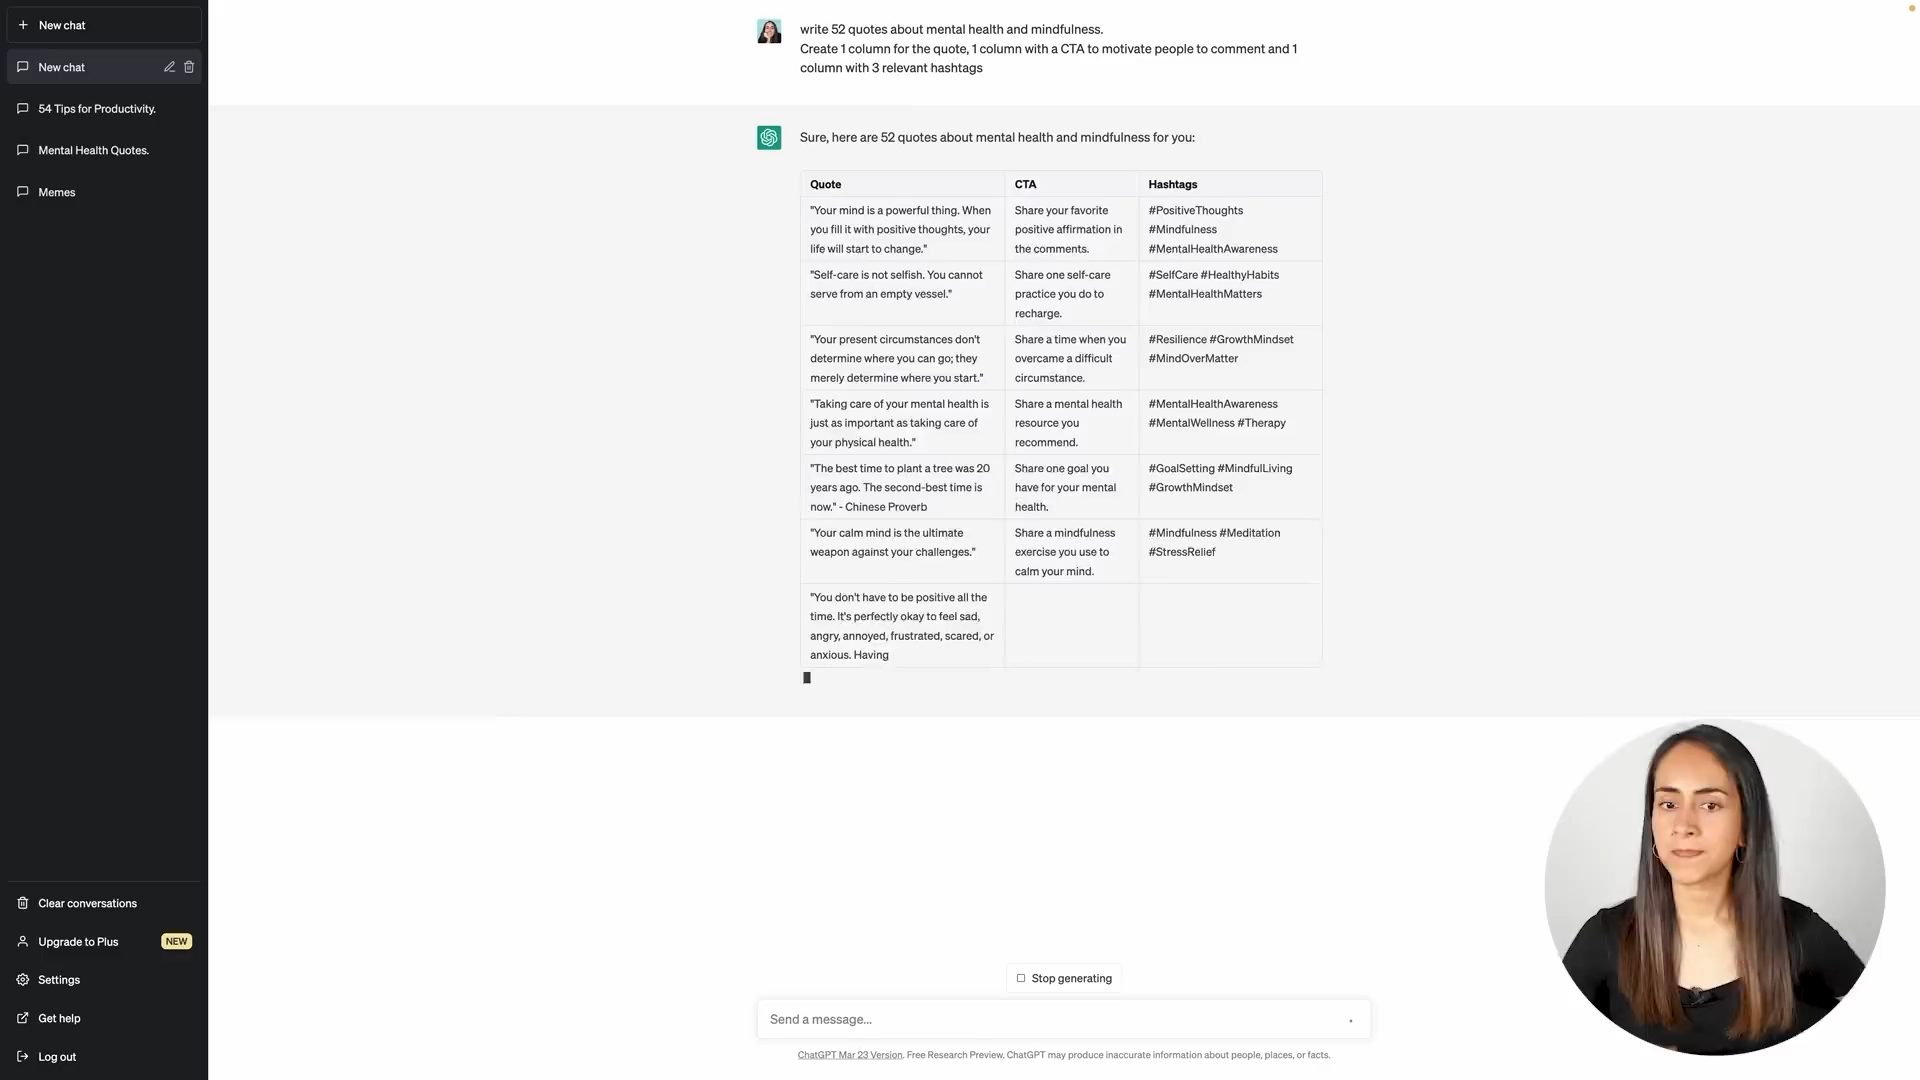 New chat
New chat
54 Tips for Productivity.
Mental Health Quotes.
Memes
Clear conversations
Upgrade to Plus NEW
Settings
Get help
Log out
write 52 quotes about mental health and mindfulness.
Create 1 column for the quote, 1 column with a CTA to motivate people to comment and 1
column with 3 relevant hashtags
Sure, here are 52 quotes about mental health and mindfulness for you:
Quote CTA Hashtags
"Your mind is a powerful thing. When
you fill it with positive thoughts, your
life will start to change."
Share your favorite
positive affirmation in
the comments.
#PositiveThoughts
#Mindfulness
#MentalHealthAwareness
"Self-care is not selfish. You cannot
serve from an empty vessel."
Share one self-care
practice you do to
recharge.
#SelfCare #HealthyHabits
#MentalHealthMatters
"Your present circumstances don't
determine where you can go; they
merely determine where you start."
Share a time when you
overcame a difficult
circumstance.
#Resilience #GrowthMindset
#MindOverMatter
"Taking care of your mental health is
just as important as taking care of
your physical health."
Share a mental health
resource you
recommend.
#MentalHealthAwareness
#MentalWellness #Therapy
"The best time to plant a tree was 20
years ago. The second-best time is
now." - Chinese Proverb
Share one goal you
have for your mental
health.
#GoalSetting #MindfulLiving
#GrowthMindset
"Your calm mind is the ultimate
weapon against your challenges."
Share a mindfulness
exercise you use to
calm your mind.
#Mindfulness #Meditation
#StressRelief
"You don't have to be positive all the
time. It's perfectly okay to feel sad,
angry, annoyed, frustrated, scared, or
anxious. Having
Stop generating
Send a message...
ChatGPT Mar 23 Version. Free Research Preview. ChatGPT may produce inaccurate information about people, places, or facts.